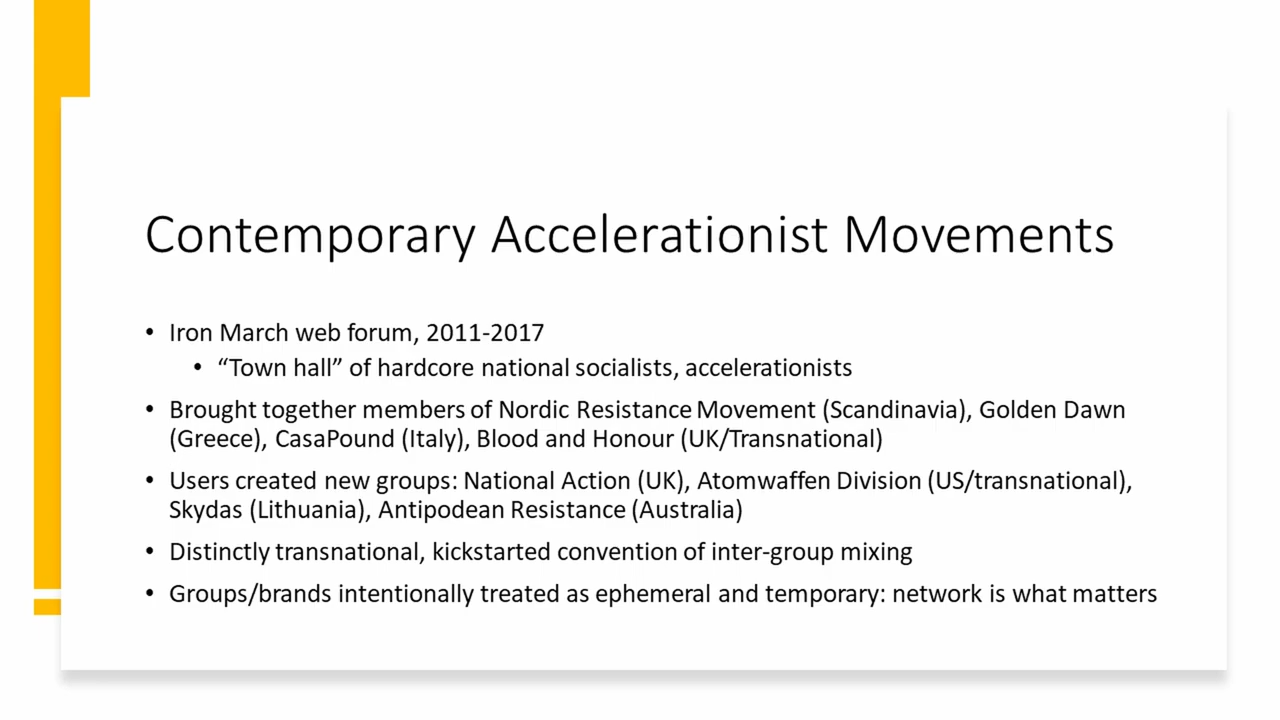 Contemporary Accelerationist Movements
• Iron March web forum, 2011-2017
• “Town hall” of hardcore national socialists, accelerationists
• Brought together members of Nordic Resistance Movement (Scandinavia), Golden Dawn
(Greece), CasaPound (Italy), Blood and Honour (UK/Transnational)
• Users created new groups: National Action (UK), Atomwaffen Division (US/transnational),
Skydas (Lithuania), Antipodean Resistance (Australia)
• Distinctly transnational, kickstarted convention of inter-group mixing
• Groups/brands intentionally treated as ephemeral and temporary: network is what matters